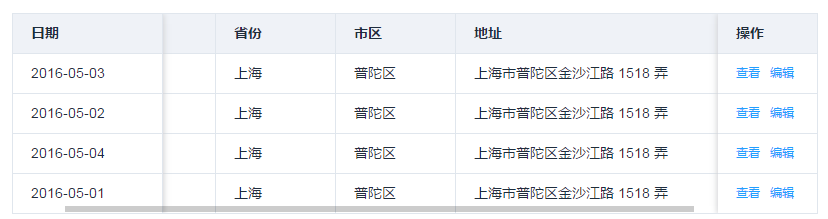 日期 省份 市区 地址 操作
2016-05-03 上海 普陀区 上海市普陀区金沙江路 1518 弄 查看 编辑
2016-05-02 上海 普陀区 上海市普陀区金沙江路 1518 弄 查看 编辑
2016-05-04 上海 普陀区 上海市普陀区金沙江路 1518 弄 查看 编辑
2016-05-01 上海 普陀区 上海市普陀区金沙江路 1518 弄 查看 编辑